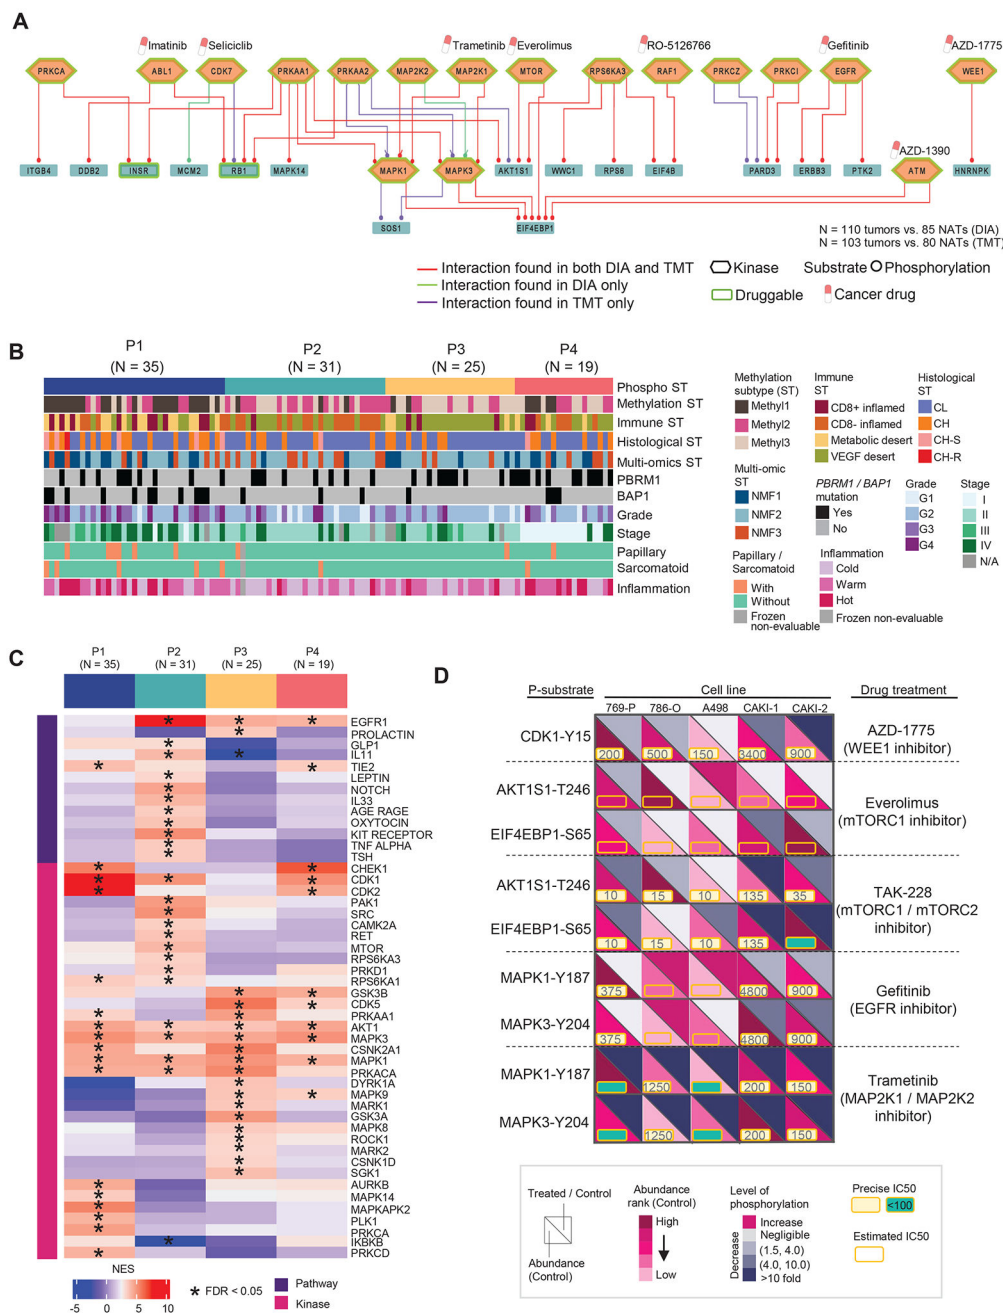 A
Imatinib
Seliciclib
Trametinib
Everolimus
RO-5126766
Gefitinib
AZD-1775
PRKCA
ABL1
CDK7
PRKAA1
PRKAA2
MAP2K2
MAP2K1
MTOR
RPS6KA3
RAF1
PRKCZ
PRKCI
EGFR
WEE1
AZD-1390
ITGB4
DDB2
INSR
MCM2
RB1
MAPK14
MAPK1
MAPK3
AKT1S1
WWC1
RPS6
EIF4B
PARD3
ERBB3
PTK2
ATM
HNRNPK
SOS1
EIF4EBP1
N = 110 tumors vs. 85 NATs (DIA)
N = 103 tumors vs. 80 NATs (TMT)
Interaction found in both DIA and TMT
Interaction found in DIA only
Interaction found in TMT only
Kinase
Substrate
Phosphorylation
Druggable
Cancer drug
B
P1
(N = 35)
P2
(N = 31)
P3
(N = 25)
P4
(N = 19)
Phospho ST
Methylation ST
Immune ST
Histological ST
Multi-omics ST
PBRM1
BAP1
Grade
Stage
Papillary
Sarcomatoid
Inflammation
Methylation
subtype (ST)
Methyl1
Methyl2
Methyl3
Immune
ST
CD8+ inflamed
CD8- inflamed
Metabolic desert
VEGF desert
Histological
ST
CL
CH
CH-S
CH-R
Multi-omic
ST
NMF1
NMF2
NMF3
PBRM1 / BAP1
mutation
Yes
No
Grade
G1
G2
G3
G4
Stage
I
II
III
IV
N/A
Papillary /
Sarcomatoid
With
Without
Frozen
non-evaluable
Inflammation
Cold
Warm
Hot
Frozen non-evaluable
C
P1
(N = 35)
P2
(N = 31)
P3
(N = 25)
P4
(N = 19)
EGFR1
PROLACTIN
GLP1
IL11
TIE2
LEPTIN
NOTCH
IL33
AGE RAGE
OXYTOCIN
KIT RECEPTOR
TNF ALPHA
TSH
CHEK1
CDK1
CDK2
PAK1
SRC
CAMK2A
RET
MTOR
RPS6KA3
PRKD1
RPS6KA1
GSK3B
CDK5
PRKAA1
AKT1
MAPK3
CSNK2A1
MAPK1
PRKACA
DYRK1A
MAPK9
MARK1
GSK3A
MAPK8
ROCK1
MARK2
CSNK1D
SGK1
AURKB
MAPK14
MAPKAPK2
PLK1
PRKCA
IKBKB
PRKCD
NES
-5 0 5 10
* FDR < 0.05
Pathway
Kinase
D
P-substrate
Cell line
Drug treatment
769-P 786-O A498 CAKI-1 CAKI-2
CDK1-Y15
200 500 150 3400 900
AZD-1775
(WEE1 inhibitor)
AKT1S1-T246
EIF4EBP1-S65
Everolimus
(mTORC1 inhibitor)
AKT1S1-T246
10 15 10 135 35
EIF4EBP1-S65
10 15 10 135
TAK-228
(mTORC1 / mTORC2
inhibitor)
MAPK1-Y187
375 4800 900
MAPK3-Y204
375 4800 900
Gefitinib
(EGFR inhibitor)
MAPK1-Y187
1250 200 150
MAPK3-Y204
1250 200 150
Trametinib
(MAP2K1 / MAP2K2
inhibitor)
Treated / Control
Abundance
(Control)
Abundance
rank (Control)
High
Low
Level of
phosphorylation
Increase
Negligible
(1.5, 4.0)
(4.0, 10.0)
>10 fold
Decrease
Precise IC50
<100
Estimated IC50